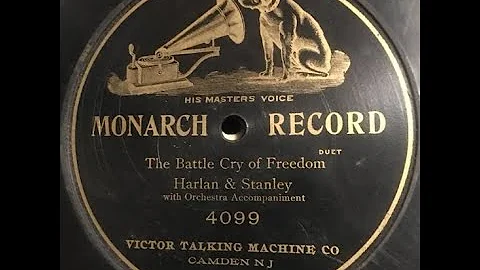 HIS MASTERS VOICE
MONARCH RECORD
DUET
The Battle Cry of Freedom
Harlan & Stanley
with Orchestra Accompaniment
4099
VICTOR TALKING MACHINE CO
CAMDEN N J